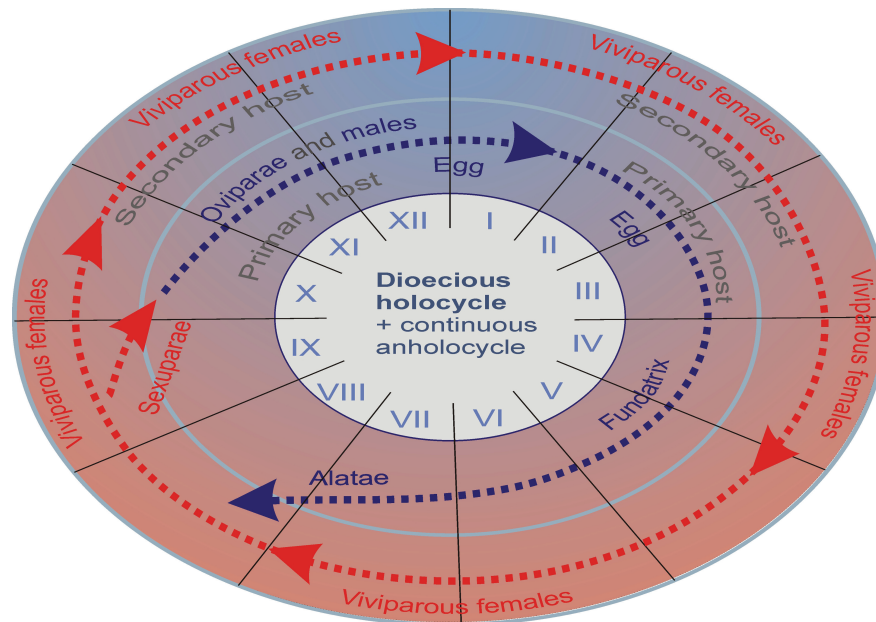 Viviparous females
Viviparous females
Secondary host
Secondary host
Oviparae and males
Egg
Primary host
Primary host
Egg
XII
I
XI
II
X
III
IX
IV
VIII
V
VII
VI
Dioecious
holocycle
+ continuous
anholocycle
Viviparous females
Sexuparae
Viviparous females
Fundatrix
Alatae
Viviparous females